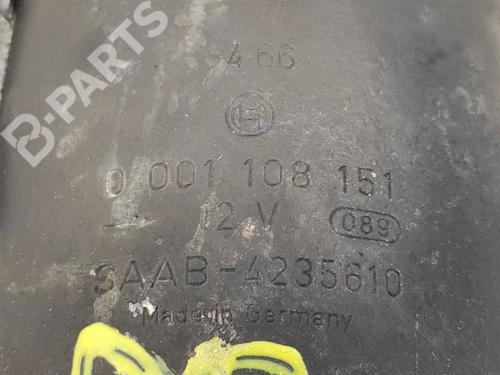 466
H
0 001 108 151
12 V 089
SAAB-4235610
Made in Germany
B-PARTS